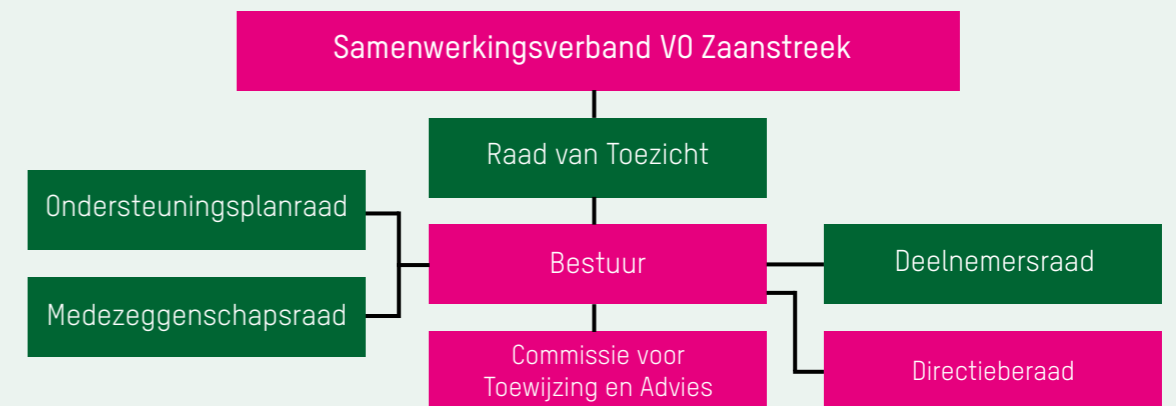 Samenwerkingsverband VO Zaanstreek
Raad van Toezicht
Ondersteuningsplanraad
Medezeggenschapsraad
Bestuur
Deelnemersraad
Commissie voor
Toewijzing en Advies
Directieberaad